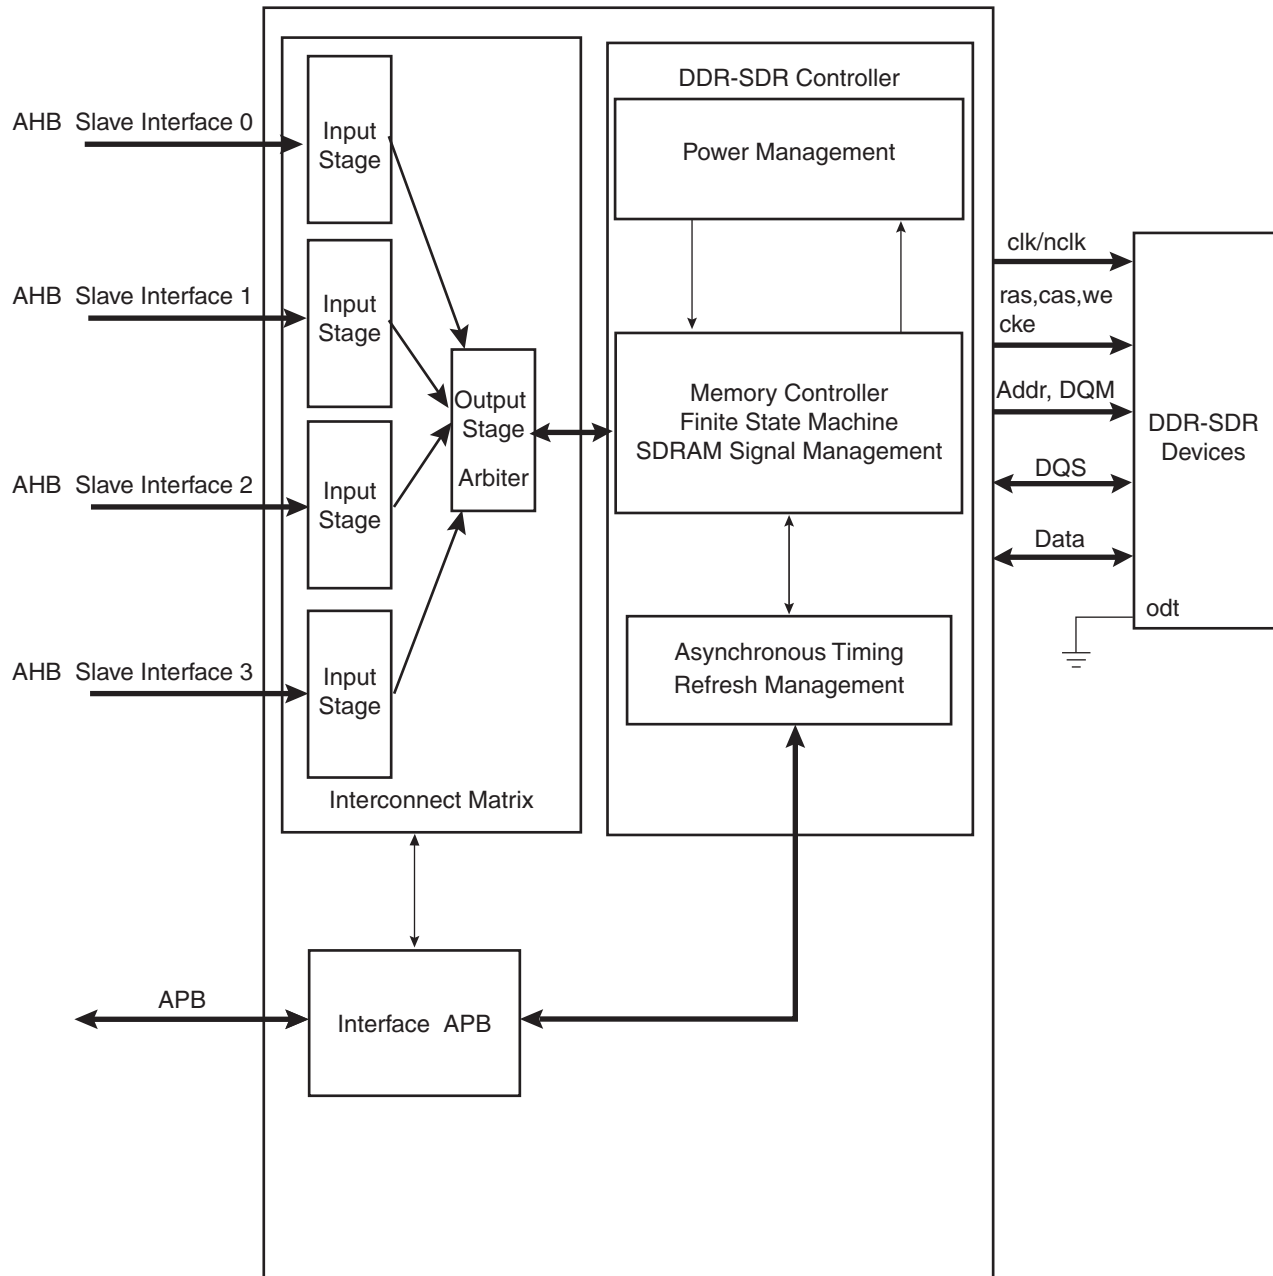 AHB Slave Interface 0
Input
Stage
AHB Slave Interface 1
Input
Stage
AHB Slave Interface 2
Input
Stage
AHB Slave Interface 3
Input
Stage
Output
Stage
Arbiter
Interconnect Matrix
DDR-SDR Controller
Power Management
Memory Controller
Finite State Machine
SDRAM Signal Management
Asynchronous Timing
Refresh Management
clk/nclk
ras,cas,we
cke
Addr, DQM
DQS
Data
DDR-SDR
Devices
odt
APB
Interface APB